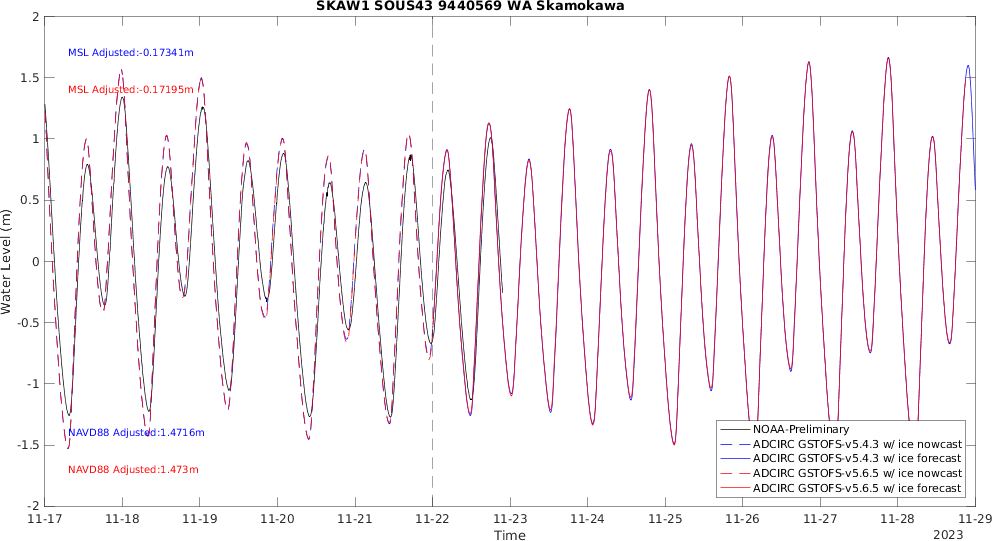 SKAW1 SOUS43 9440569 WA Skamokawa
2
1.5
1
0.5
0
-0.5
-1
-1.5
-2
Water Level (m)
MSL Adjusted:-0.17341m
MSL Adjusted:-0.17195m
NAVD88 Adjusted:1.4716m
NAVD88 Adjusted:1.473m
NOAA-Preliminary
ADCIRC GSTOFS-v5.4.3 w/ ice nowcast
ADCIRC GSTOFS-v5.4.3 w/ ice forecast
ADCIRC GSTOFS-v5.6.5 w/ ice nowcast
ADCIRC GSTOFS-v5.6.5 w/ ice forecast
11-17 11-18 11-19 11-20 11-21 11-22 11-23 11-24 11-25 11-26 11-27 11-28 11-29
Time
2023